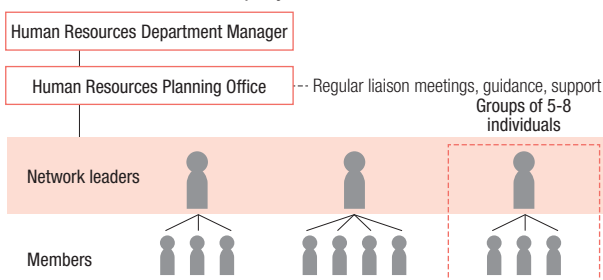 Human Resources Department Manager
Human Resources Planning Office
Regular liaison meetings, guidance, support
Groups of 5-8
individuals
Network leaders
Members